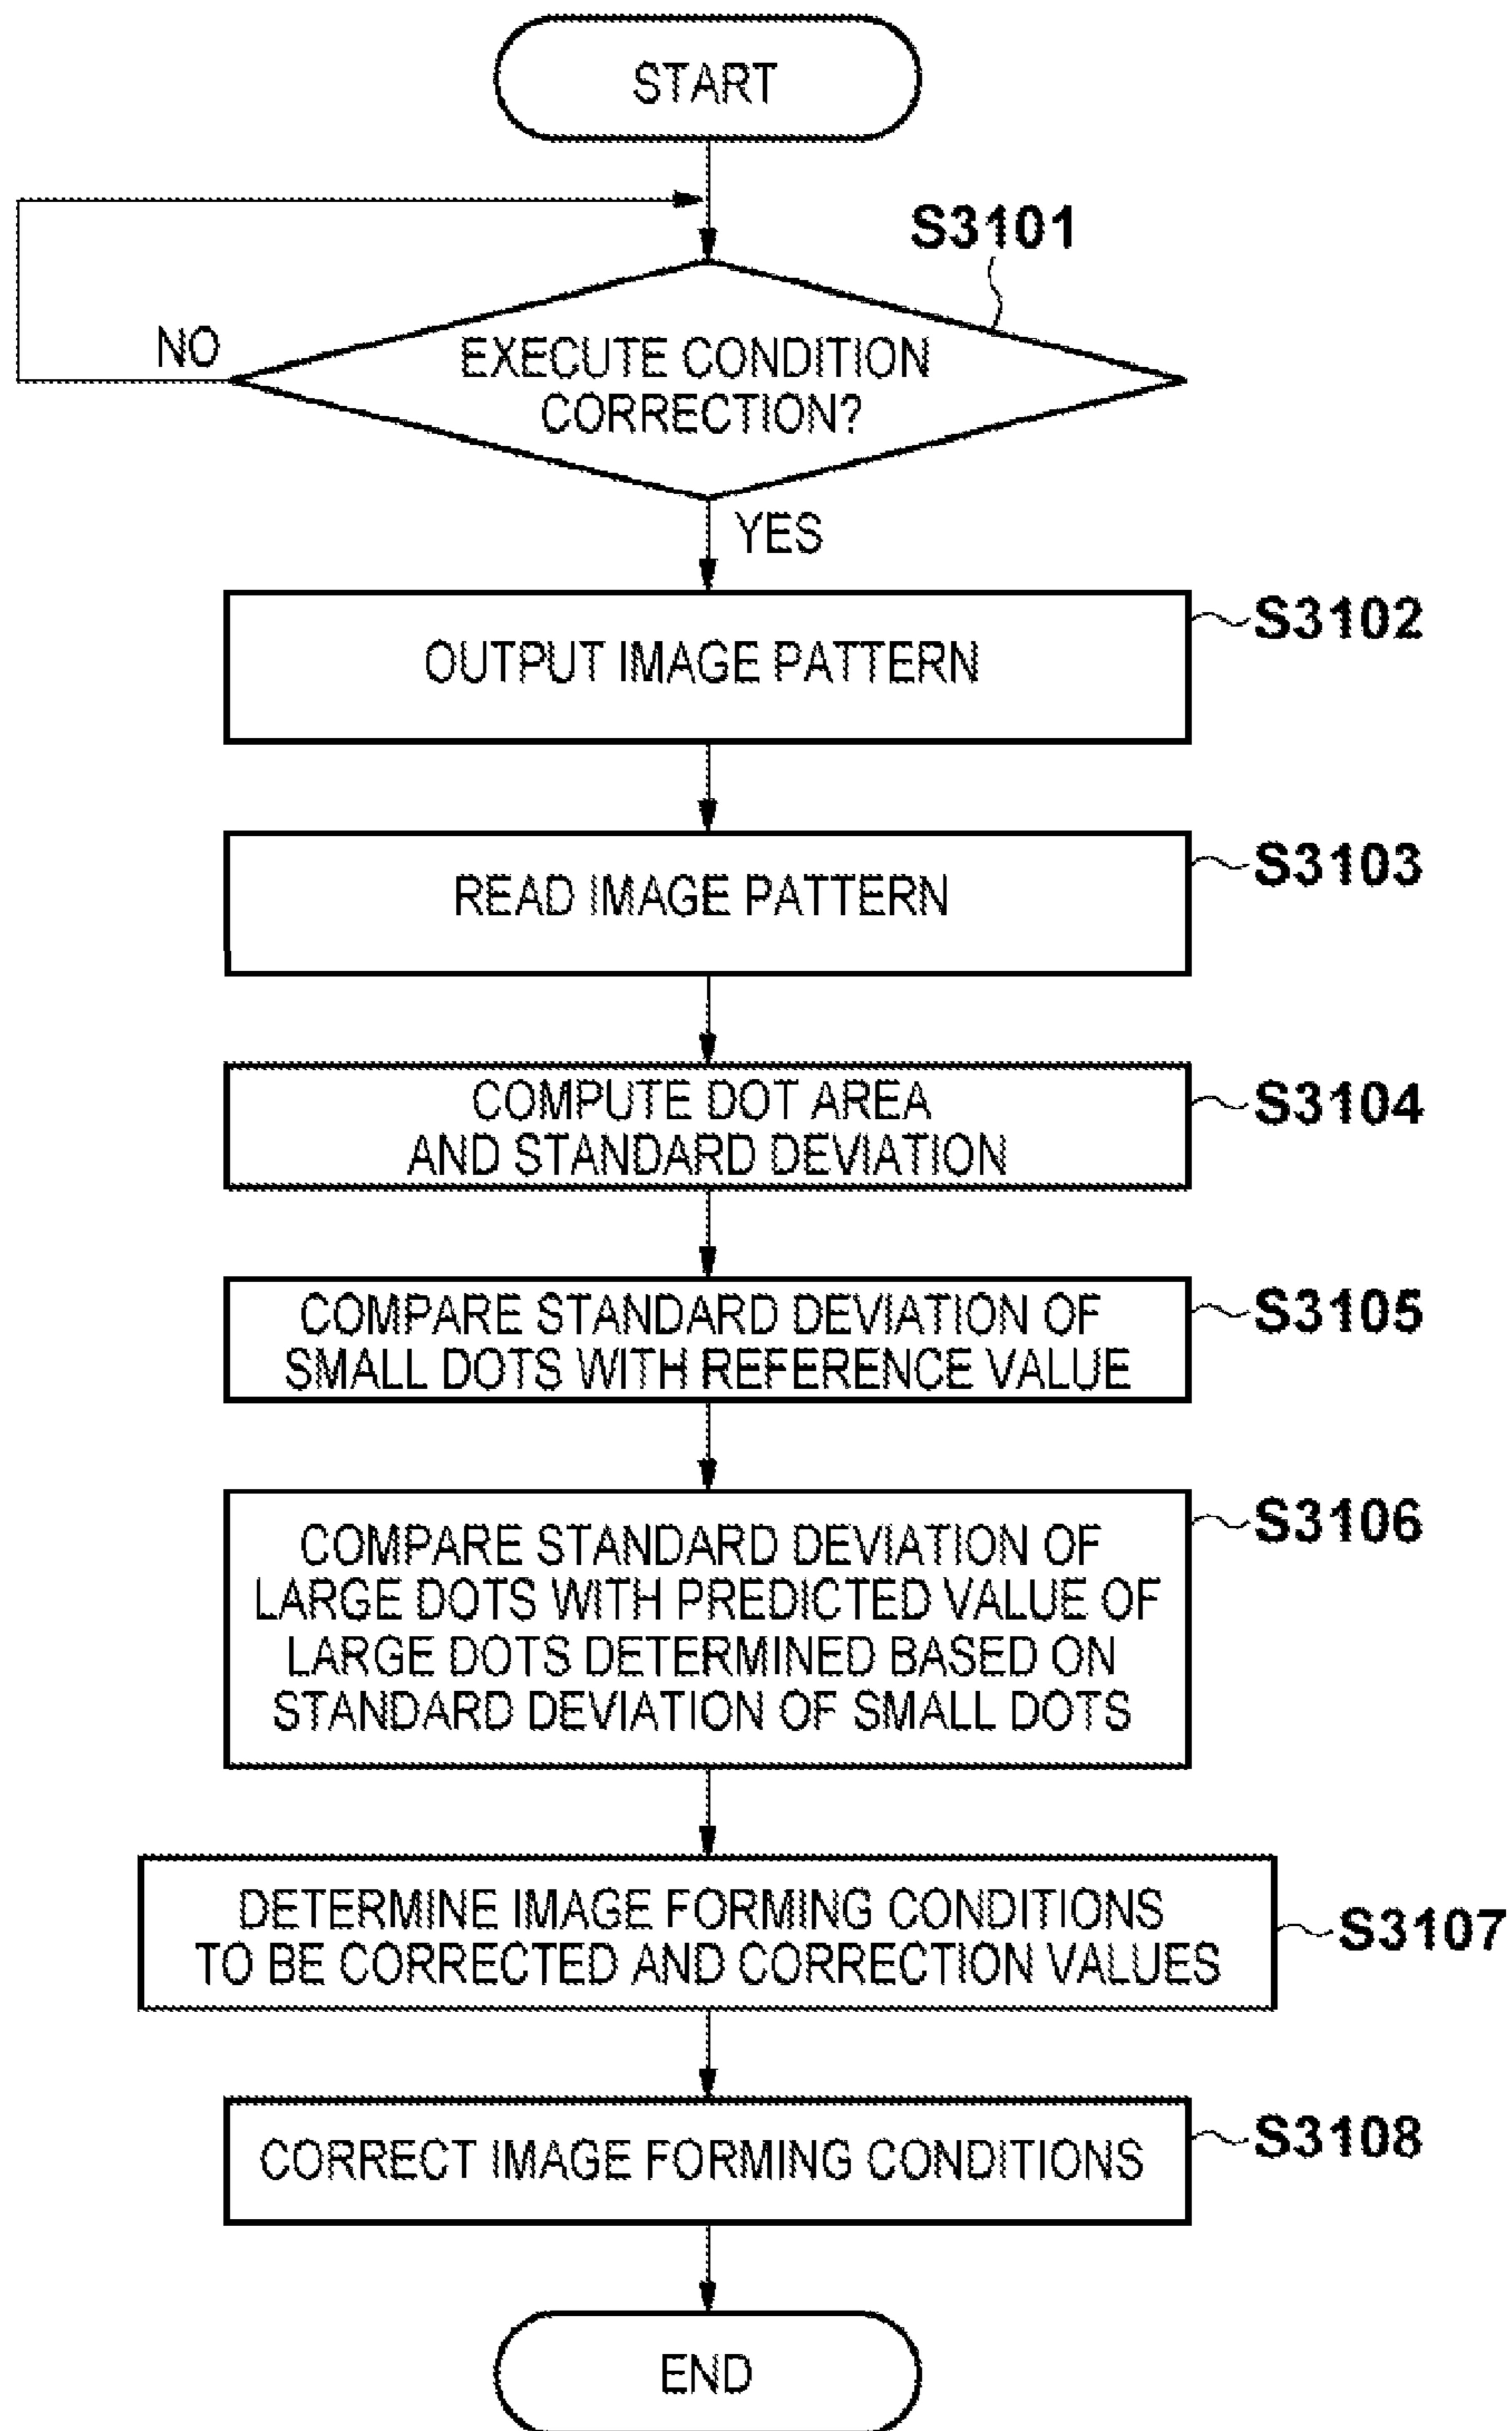 START
S3101
NO
EXECUTE CONDITION
CORRECTION?
YES
S3102
OUTPUT IMAGE PATTERN
S3103
READ IMAGE PATTERN
S3104
COMPUTE DOT AREA
AND STANDARD DEVIATION
S3105
COMPARE STANDARD DEVIATION OF
SMALL DOTS WITH REFERENCE VALUE
S3106
COMPARE STANDARD DEVIATION OF
LARGE DOTS WITH PREDICTED VALUE OF
LARGE DOTS DETERMINED BASED ON
STANDARD DEVIATION OF SMALL DOTS
DETERMINE IMAGE FORMING CONDITIONS
TO BE CORRECTED AND CORRECTION VALUES
S3107
CORRECT IMAGE FORMING CONDITIONS
S3108
END